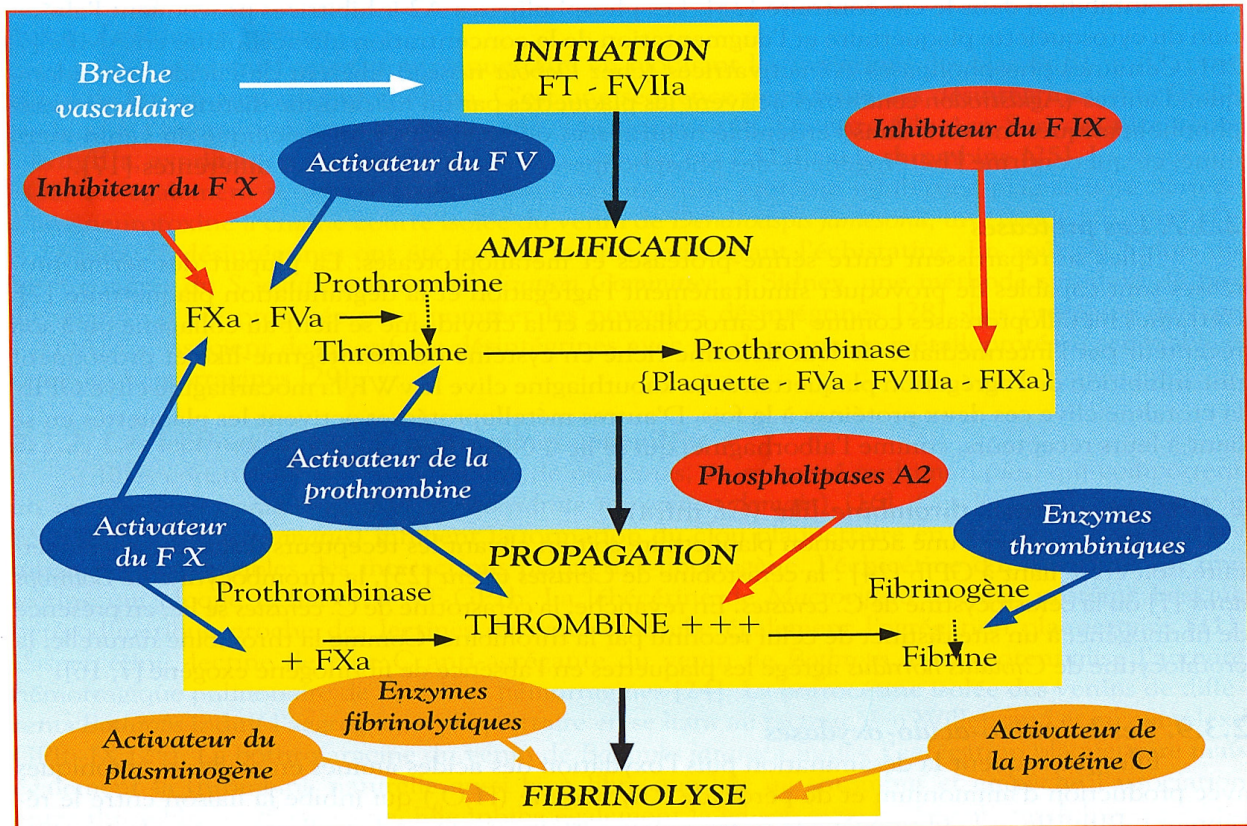 INITIATION
FT - FVIIa
Brèche
vasculaire
Inhibiteur du F IX
Activateur du F V
Inhibiteur du F X
AMPLIFICATION
Prothrombine
FXa - FVa
Thrombine
Prothrombinase
{Plaquette - FVa - FVIIIa - FIXa}
Activateur de la
prothrombine
Phospholipases A2
Activateur
du F X
Enzymes
thrombiniques
PROPAGATION
Prothrombinase
Fibrinogène
THROMBINE +++
+ FXa
Fibrine
Enzymes
fibrinolytiques
Activateur du
plasminogène
Activateur de
la protéine C
FIBRINOLYSE